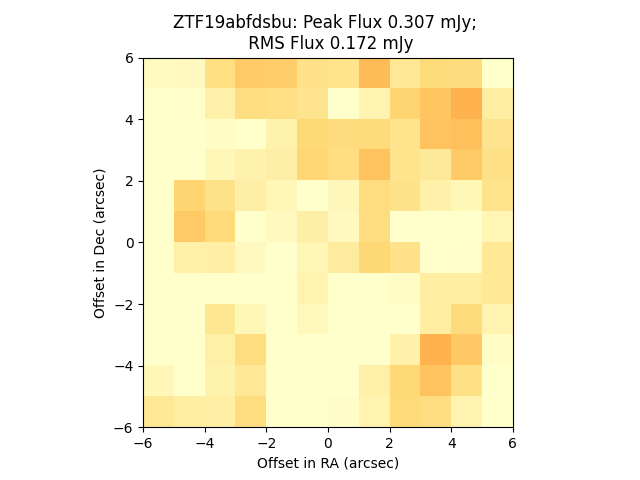 ZTF19abfdsbu: Peak Flux 0.307 mJy;
RMS Flux 0.172 mJy
6
4
2
0
−2
−4
−6
Offset in Dec (arcsec)
−6 −4 −2 0 2 4 6
Offset in RA (arcsec)